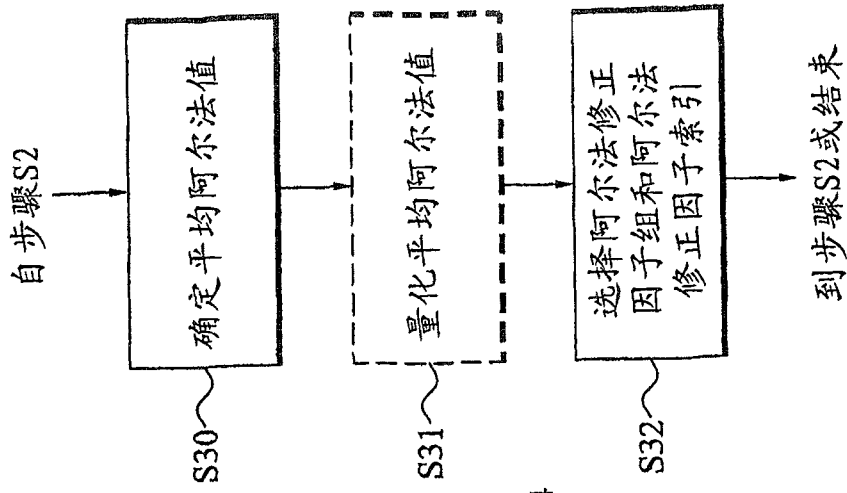 自步骤S2
确定平均阿尔法值
S30
量化平均阿尔法值
S31
选择阿尔法修正
因子组和阿尔法
修正因子索引
S32
到步骤S2或结束